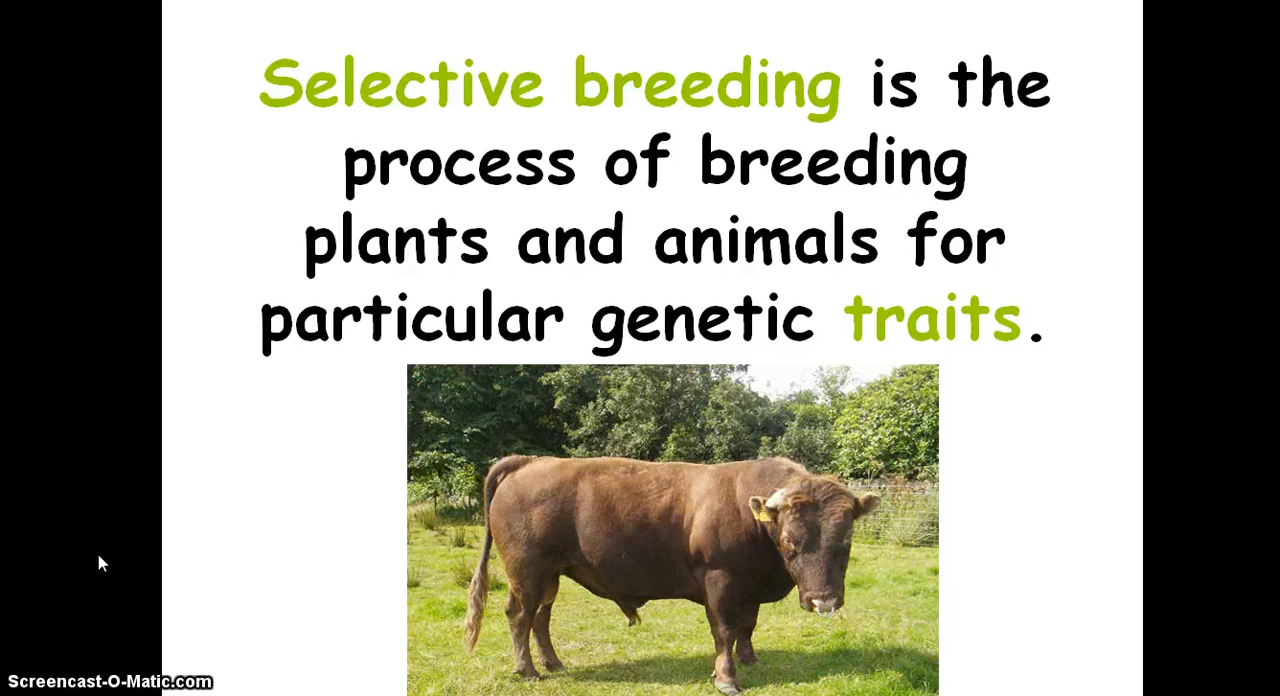 Selective breeding is the
process of breeding
plants and animals for
particular genetic traits.
Screencast-O-Matic.com